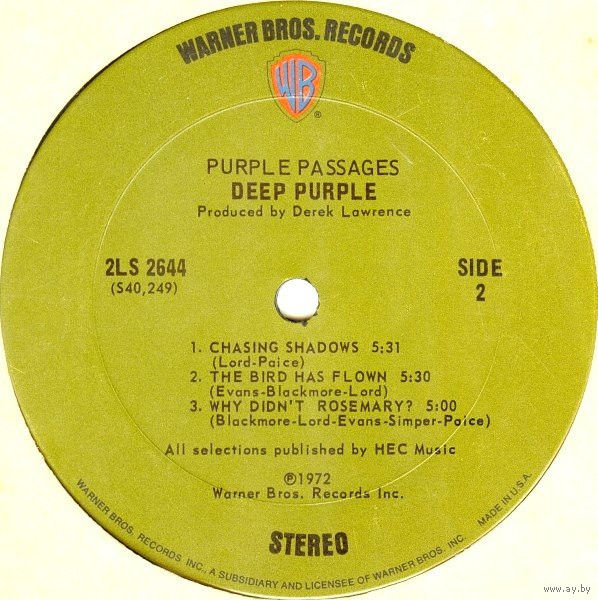 WARNER BROS. RECORDS
WB
®
PURPLE PASSAGES
DEEP PURPLE
Produced by Derek Lawrence
2LS 2644
(S40,249)
SIDE
2
1. CHASING SHADOWS 5:31
(Lord-Paice)
2. THE BIRD HAS FLOWN 5:30
(Evans-Blackmore-Lord)
3. WHY DIDN'T ROSEMARY? 5:00
(Blackmore-Lord-Evans-Simper-Paice)
All selections published by HEC Music
℗1972
Warner Bros. Records Inc.
STEREO
WARNER BROS. RECORDS INC., A SUBSIDIARY AND LICENSEE OF WARNER BROS. INC. MADE IN U.S.A.
www.ay.by